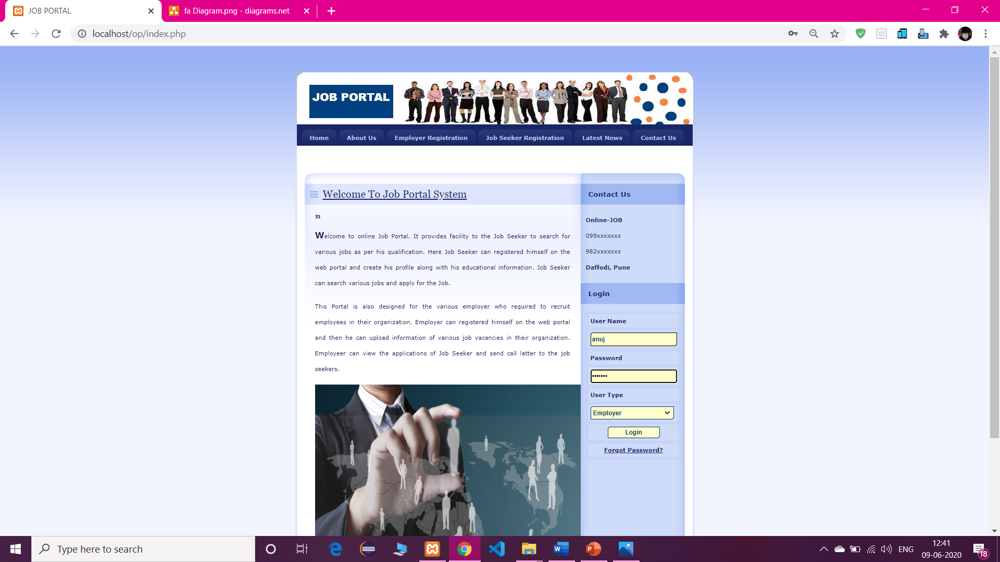 JOB PORTAL
fa Diagram.png - diagrams.net
localhost/op/index.php
JOB PORTAL
Home
About Us
Employer Registration
Job Seeker Registration
Latest News
Contact Us
Welcome To Job Portal System
m
Welcome to online Job Portal. It provides facility to the Job Seeker to search for
various jobs as per his qualification. Here Job Seeker can registered himself on the
web portal and create his profile along with his educational information. Job Seeker
can search various jobs and apply for the Job.
This Portal is also designed for the various employer who required to recruit
employees in their organization. Employer can registered himself on the web portal
and then he can upload information of various job vacancies in their organization.
Employeer can view the applications of Job Seeker and send call latter to the job
seekers.
Contact Us
Online-JOB
099xxxxxxx
982xxxxxxx
Daffodi, Pune
Login
User Name
anuj
Password
•••••••
User Type
Employer
Login
Forgot Password?
Type here to search
ENG
12:41
09-06-2020
18